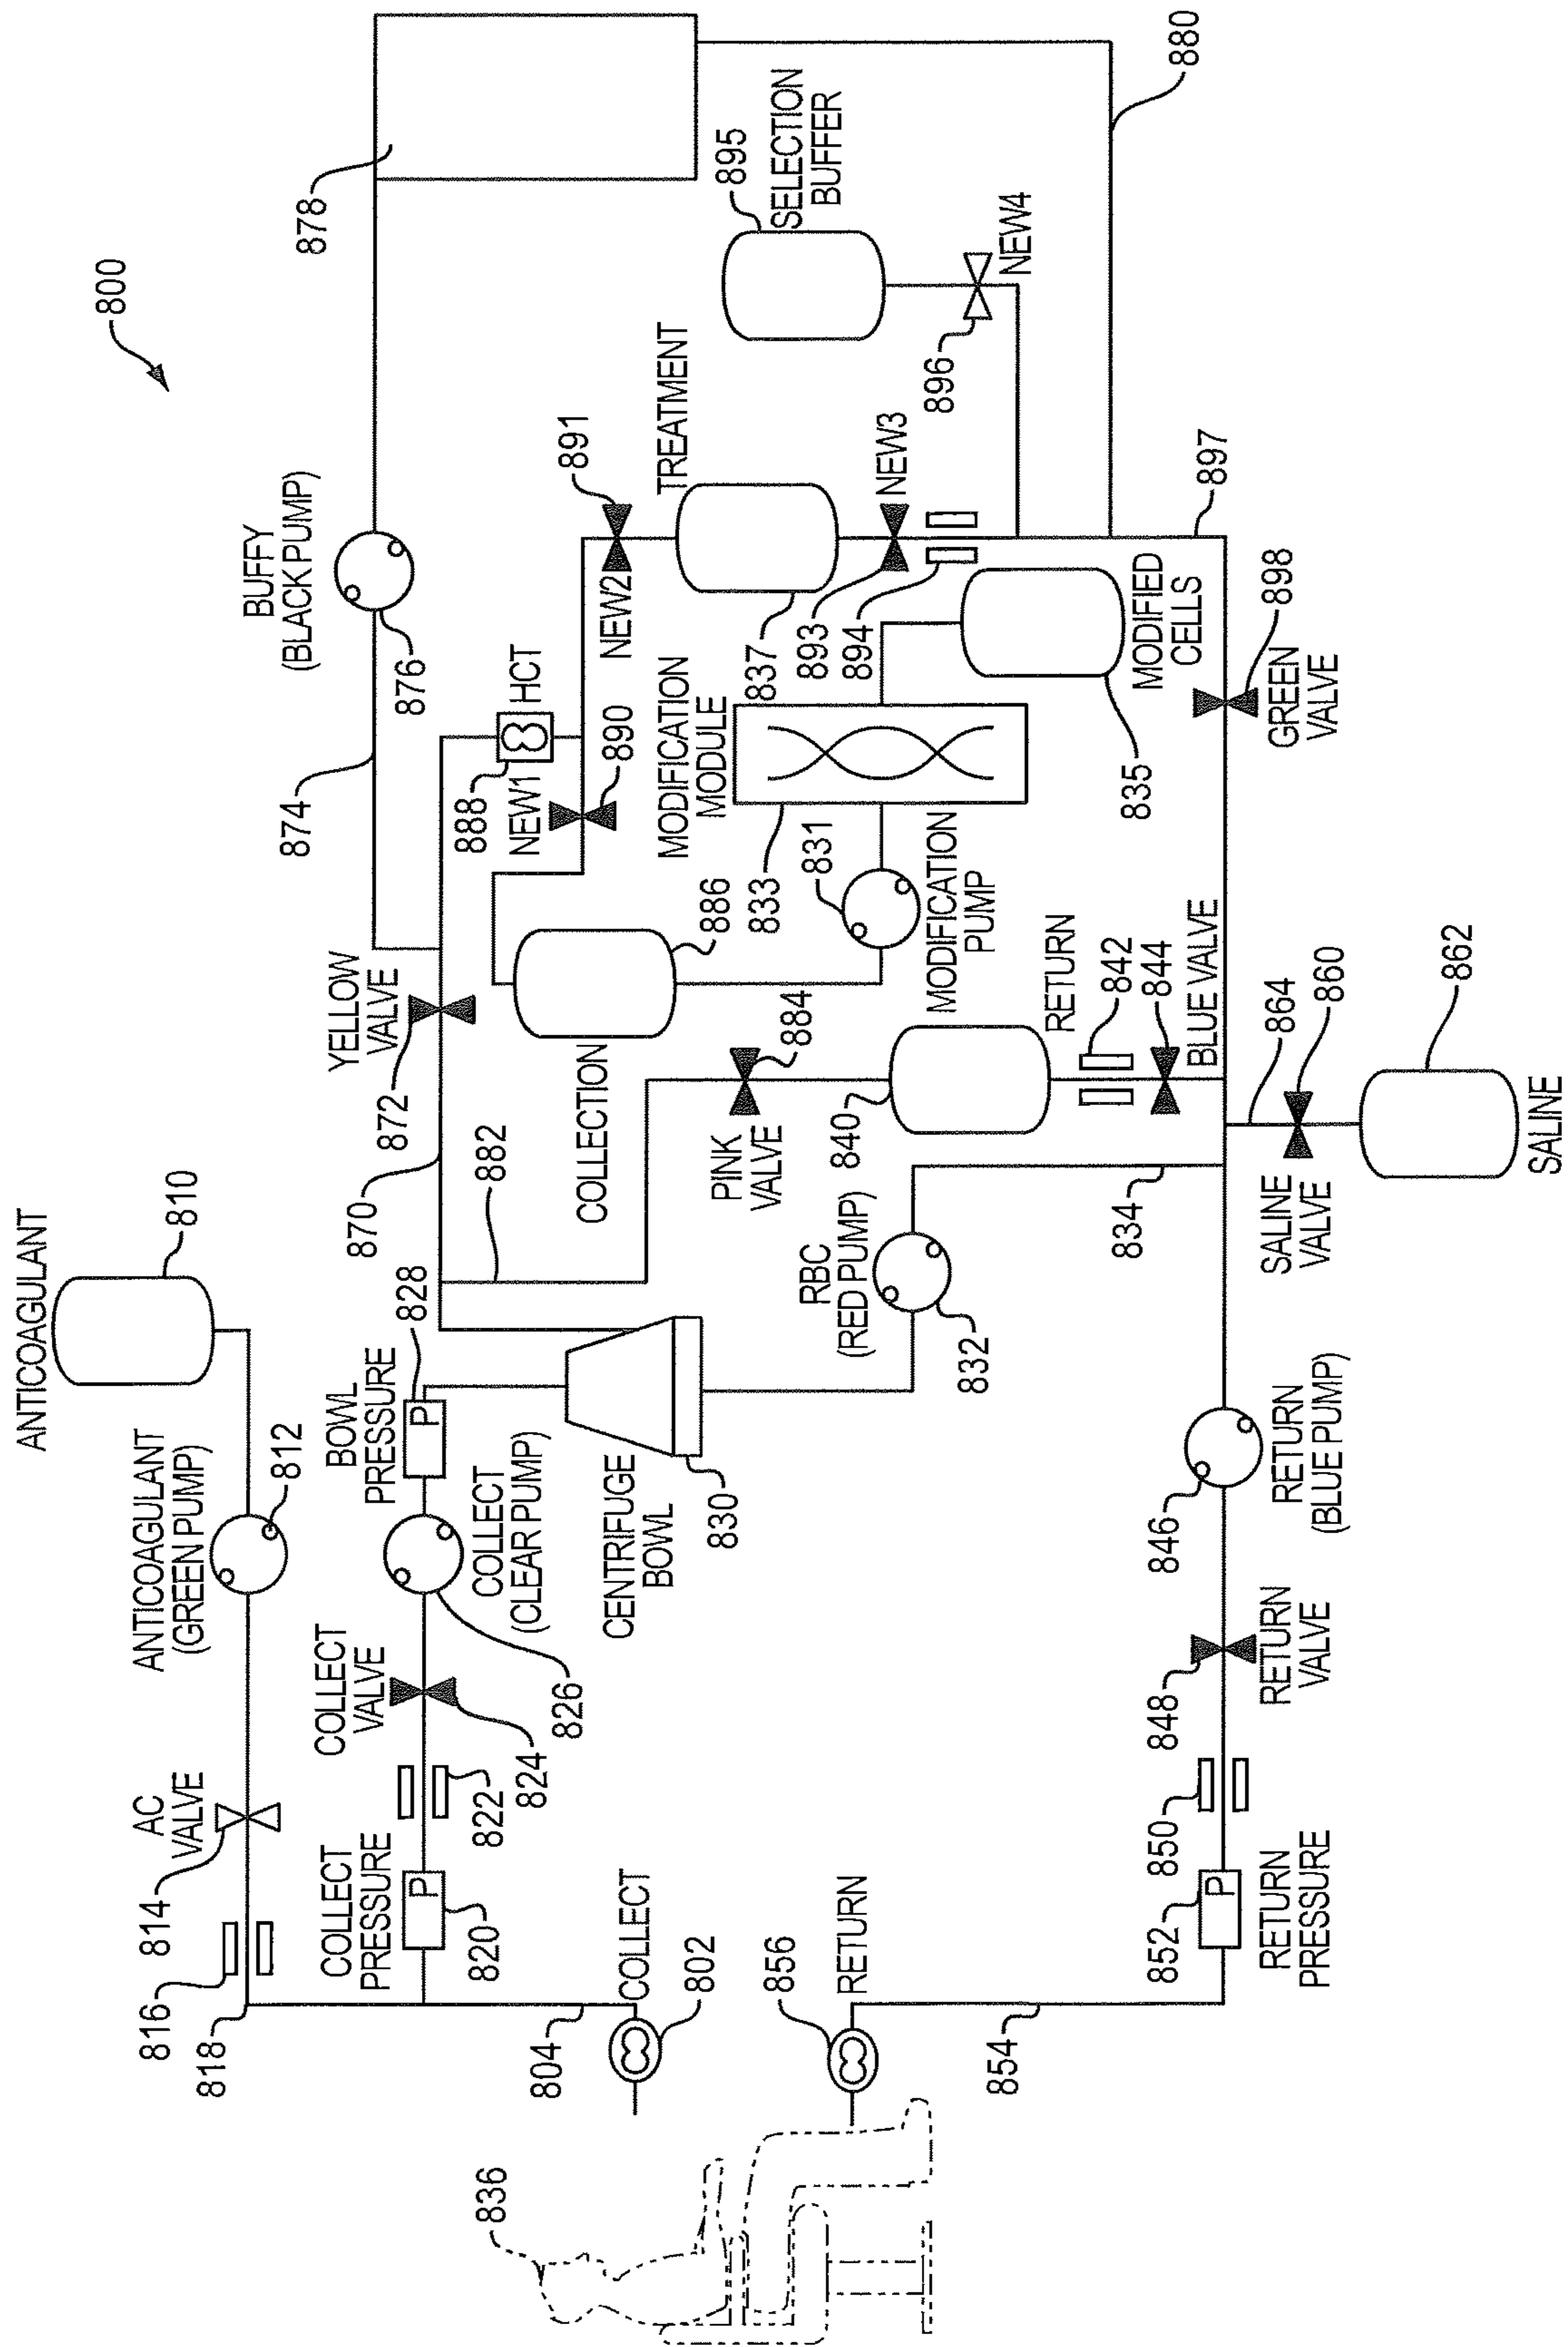 800
ANTICOAGULANT
810
ANTICOAGULANT
(GREEN PUMP)
812
AC
VALVE
814
816
818
COLLECT
PRESSURE
820
822
COLLECT
VALVE
824
826
COLLECT
(CLEAR PUMP)
BOWL
PRESSURE
828
P
P
804
COLLECT
802
CENTRIFUGE
BOWL
830
870
872
YELLOW
VALVE
874
BUFFY
(BLACK PUMP)
876
878
880
882
COLLECTION
886
888
HCT
NEW1
890
NEW2
891
TREATMENT
837
893
NEW3
894
SELECTION
BUFFER
895
896
NEW4
897
MODIFICATION
MODULE
833
831
MODIFICATION
PUMP
835
MODIFIED
CELLS
PINK
VALVE
884
840
RETURN
842
844
BLUE VALVE
GREEN
VALVE
898
RBC
(RED PUMP)
832
834
864
860
SALINE
VALVE
862
SALINE
846
RETURN
(BLUE PUMP)
848
RETURN
VALVE
850
852
P
RETURN
PRESSURE
854
856
RETURN
836